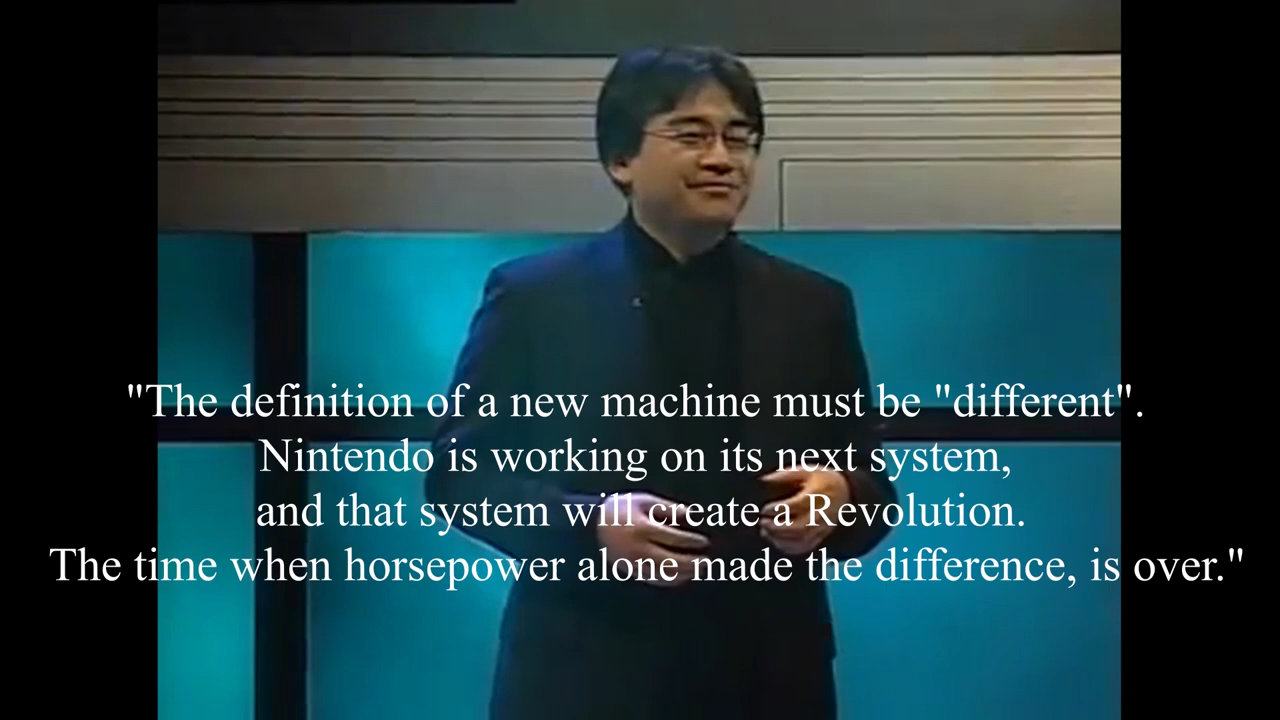 "The definition of a new machine must be "different".
Nintendo is working on its next system,
and that system will create a Revolution.
The time when horsepower alone made the difference, is over."